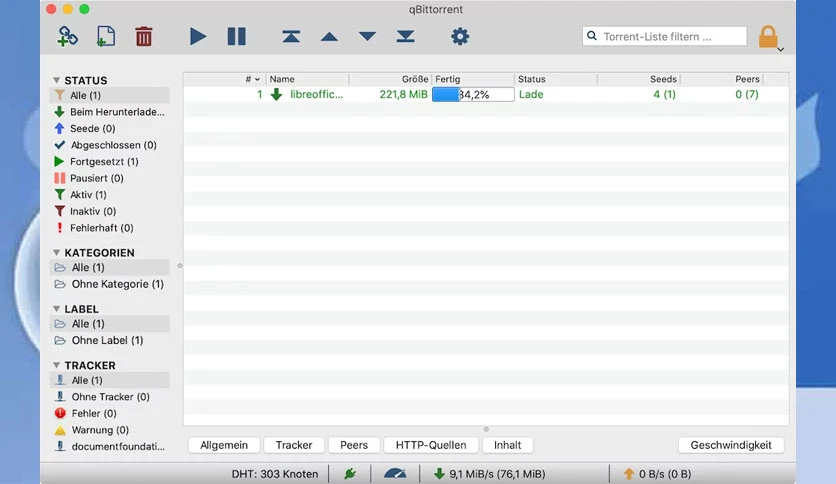 qBittorrent
Torrent-Liste filtern ...
STATUS
Alle (1)
Beim Herunterlade...
Seede (0)
Abgeschlossen (0)
Fortgesetzt (1)
Pausiert (0)
Aktiv (1)
Inaktiv (0)
Fehlerhaft (0)
KATEGORIEN
Alle (1)
Ohne Kategorie (1)
LABEL
Alle (1)
Ohne Label (1)
TRACKER
Alle (1)
Ohne Tracker (0)
Fehler (0)
Warnung (0)
documentfoundati...
# Name Größe Fertig Status Seeds Peers
1 libreoffic... 221,8 MiB 34,2% Lade 4 (1) 0 (7)
Allgemein Tracker Peers HTTP-Quellen Inhalt Geschwindigkeit
DHT: 303 Knoten 9,1 MiB/s (76,1 MiB) 0 B/s (0 B)